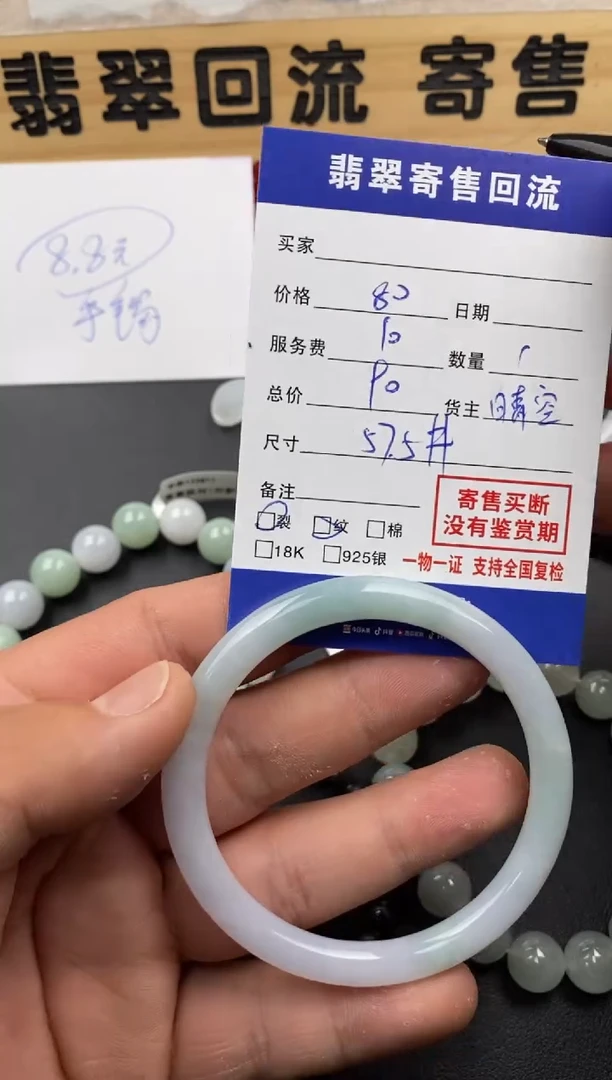 翡翠回流 寄售
8.8元
手镯
翡翠寄售回流
买家
价格 80 日期
服务费 10 数量 1
总价 90 货主 晴空
尺寸 57.5
备注
裂 纹 棉
18K 925银
寄售买断
没有鉴赏期
一物一证 支持全国复检